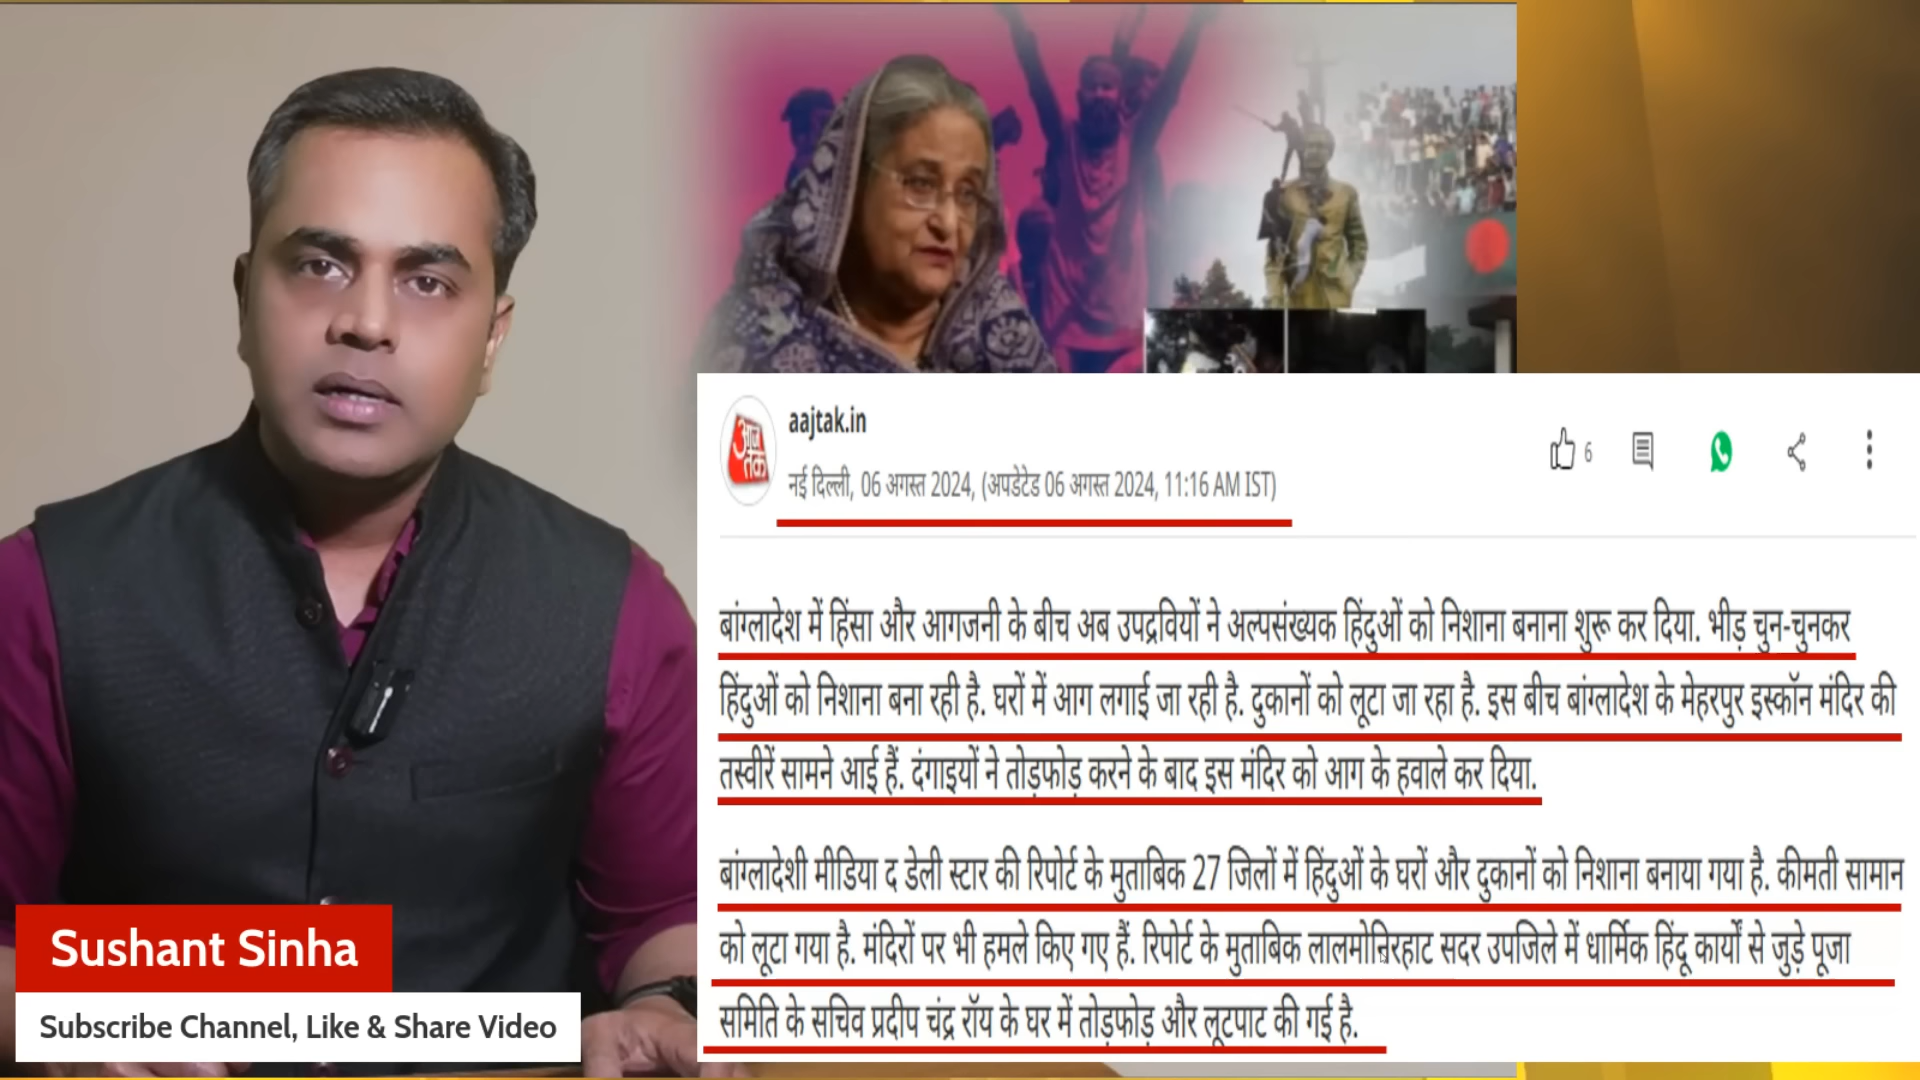 आज
तक
aajtak.in
नई दिल्ली, 06 अगस्त 2024, (अपडेटेड 06 अगस्त 2024, 11:16 AM IST)
6
बांग्लादेश में हिंसा और आगजनी के बीच अब उपद्रवियों ने अल्पसंख्यक हिंदुओं को निशाना बनाना शुरू कर दिया. भीड़ चुन-चुनकर
हिंदुओं को निशाना बना रही है. घरों में आग लगाई जा रही है. दुकानों को लूटा जा रहा है. इस बीच बांग्लादेश के मेहरपुर इस्कॉन मंदिर की
तस्वीरें सामने आई हैं. दंगाइयों ने तोड़फोड़ करने के बाद इस मंदिर को आग के हवाले कर दिया.
बांग्लादेशी मीडिया द डेली स्टार की रिपोर्ट के मुताबिक 27 जिलों में हिंदुओं के घरों और दुकानों को निशाना बनाया गया है. कीमती सामान
को लूटा गया है. मंदिरों पर भी हमले किए गए हैं. रिपोर्ट के मुताबिक लालमोनिरहाट सदर उपजिले में धार्मिक हिंदू कार्यों से जुड़े पूजा
समिति के सचिव प्रदीप चंद्र रॉय के घर में तोड़फोड़ और लूटपाट की गई है.
Sushant Sinha
Subscribe Channel, Like & Share Video